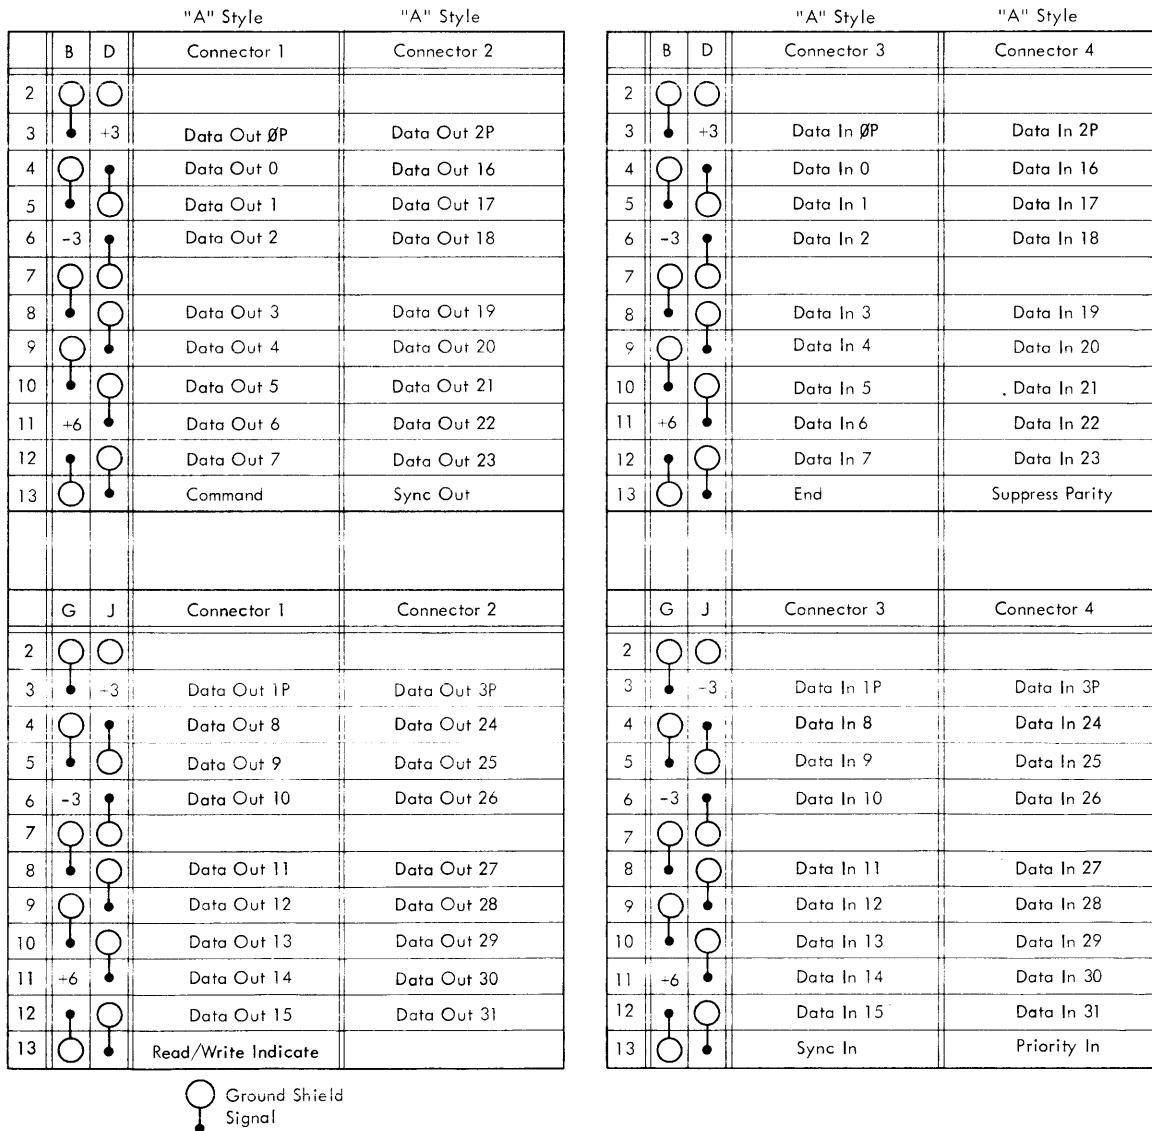 "A" Style "A" Style
B D Connector 1 Connector 2
2
3 +3 Data Out ØP Data Out 2P
4 Data Out 0 Data Out 16
5 Data Out 1 Data Out 17
6 -3 Data Out 2 Data Out 18
7
8 Data Out 3 Data Out 19
9 Data Out 4 Data Out 20
10 Data Out 5 Data Out 21
11 +6 Data Out 6 Data Out 22
12 Data Out 7 Data Out 23
13 Command Sync Out
G J Connector 1 Connector 2
2
3 +3 Data Out 1P Data Out 3P
4 Data Out 8 Data Out 24
5 Data Out 9 Data Out 25
6 -3 Data Out 10 Data Out 26
7
8 Data Out 11 Data Out 27
9 Data Out 12 Data Out 28
10 Data Out 13 Data Out 29
11 +6 Data Out 14 Data Out 30
12 Data Out 15 Data Out 31
13 Read/Write Indicate
Ground Shield
Signal
"A" Style "A" Style
B D Connector 3 Connector 4
2
3 +3 Data In ØP Data In 2P
4 Data In 0 Data In 16
5 Data In 1 Data In 17
6 -3 Data In 2 Data In 18
7
8 Data In 3 Data In 19
9 Data In 4 Data In 20
10 Data In 5 Data In 21
11 +6 Data In 6 Data In 22
12 Data In 7 Data In 23
13 End Suppress Parity
G J Connector 3 Connector 4
2
3 Data In 1P Data In 3P
4 Data In 8 Data In 24
5 Data In 9 Data In 25
6 -3 Data In 10 Data In 26
7
8 Data In 11 Data In 27
9 Data In 12 Data In 28
10 Data In 13 Data In 29
11 +6 Data In 14 Data In 30
12 Data In 15 Data In 31
13 Sync In Priority In